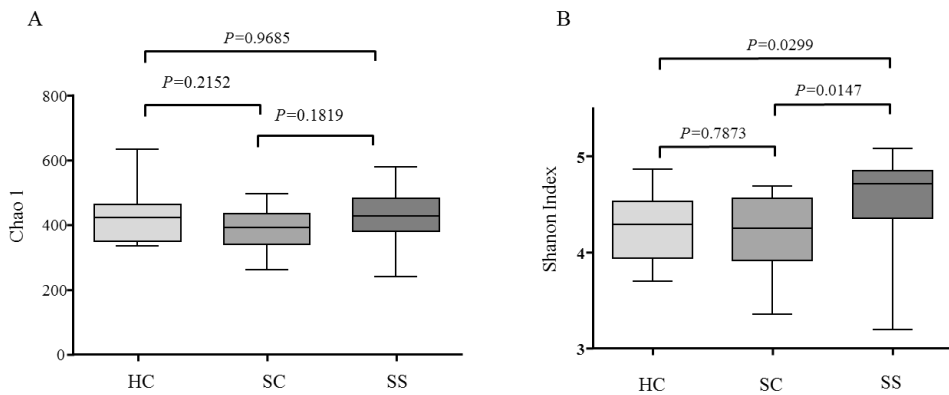 A
P=0.9685
P=0.2152
P=0.1819
800
600
400
200
0
Chao 1
HC
SC
SS
B
P=0.0299
P=0.0147
P=0.7873
5
4
3
Shanon Index
HC
SC
SS